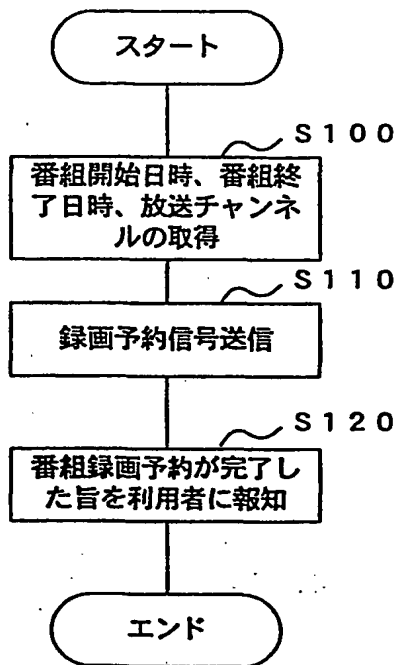 スタート
S100
番組開始日時、番組終
了日時、放送チャンネ
ルの取得
S110
録画予約信号送信
S120
番組録画予約が完了し
た旨を利用者に報知
エンド